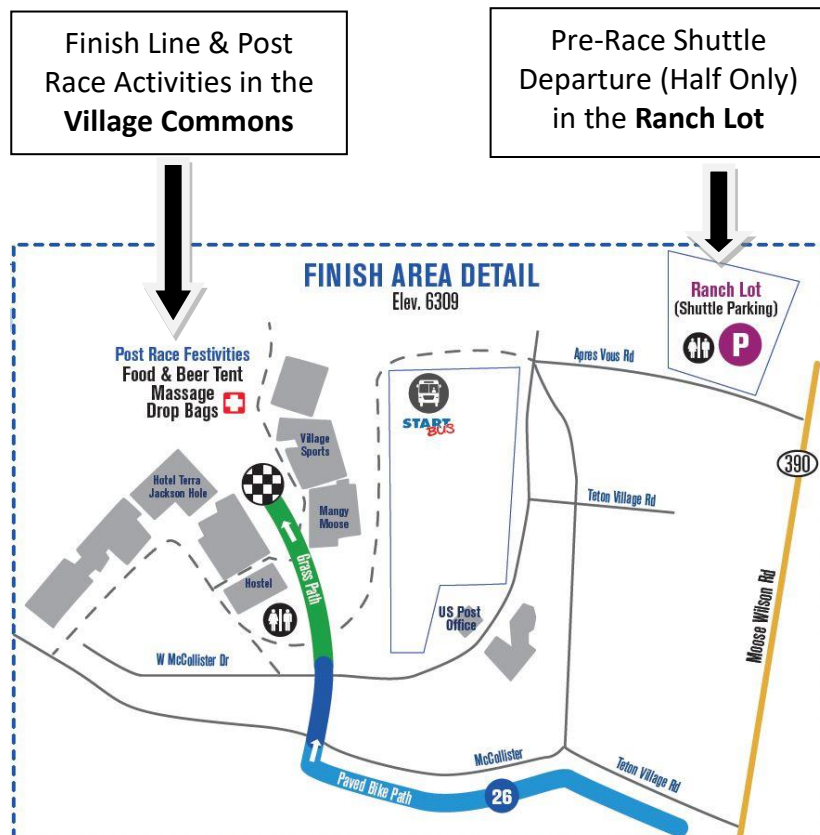 Finish Line & Post
Race Activities in the
Village Commons
Pre-Race Shuttle
Departure (Half Only)
in the Ranch Lot
FINISH AREA DETAIL
Elev. 6309
Ranch Lot
(Shuttle Parking)
P
Post Race Festivities
Food & Beer Tent
Massage
Drop Bags
Apres Vous Rd
START
BUS
Village
Sports
390
Hotel Terra
Jackson Hole
Mangy
Moose
Teton Village Rd
Grass Path
Hostel
US Post
Office
Moose Wilson Rd
W McCollister Dr
McCollister
Teton Village Rd
Paved Bike Path
26